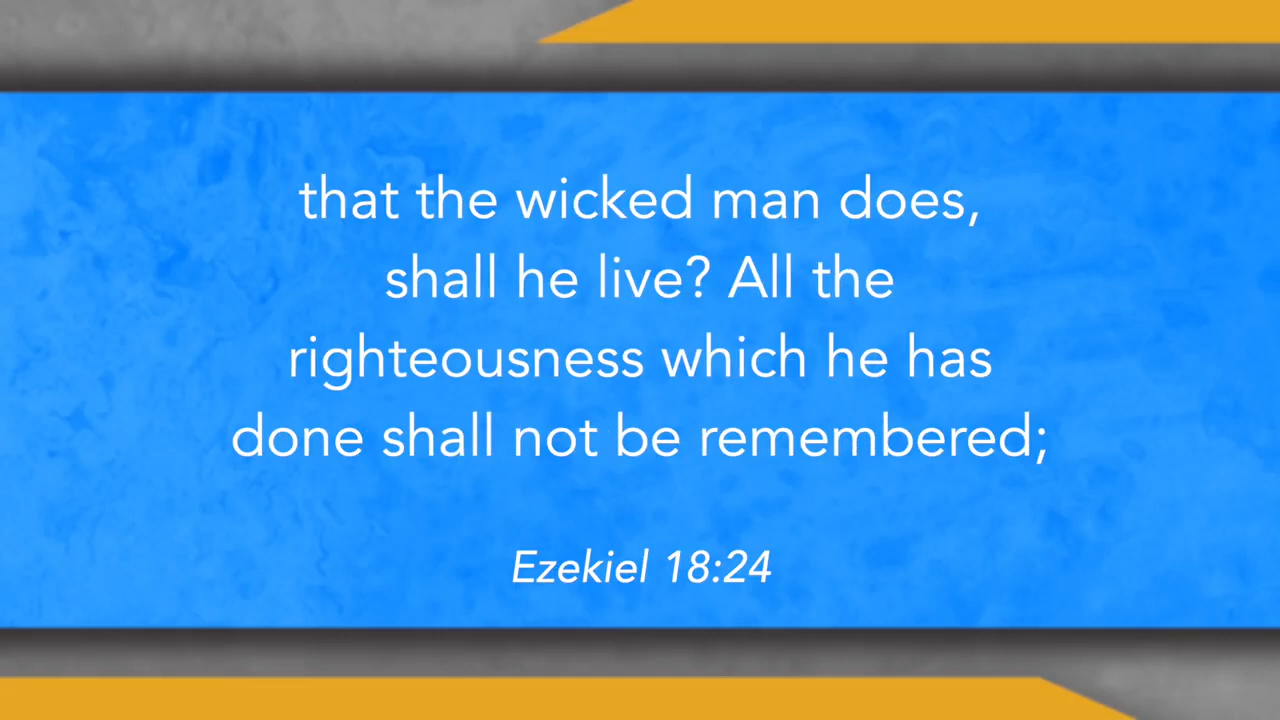 that the wicked man does,
shall he live? All the
righteousness which he has
done shall not be remembered;
Ezekiel 18:24